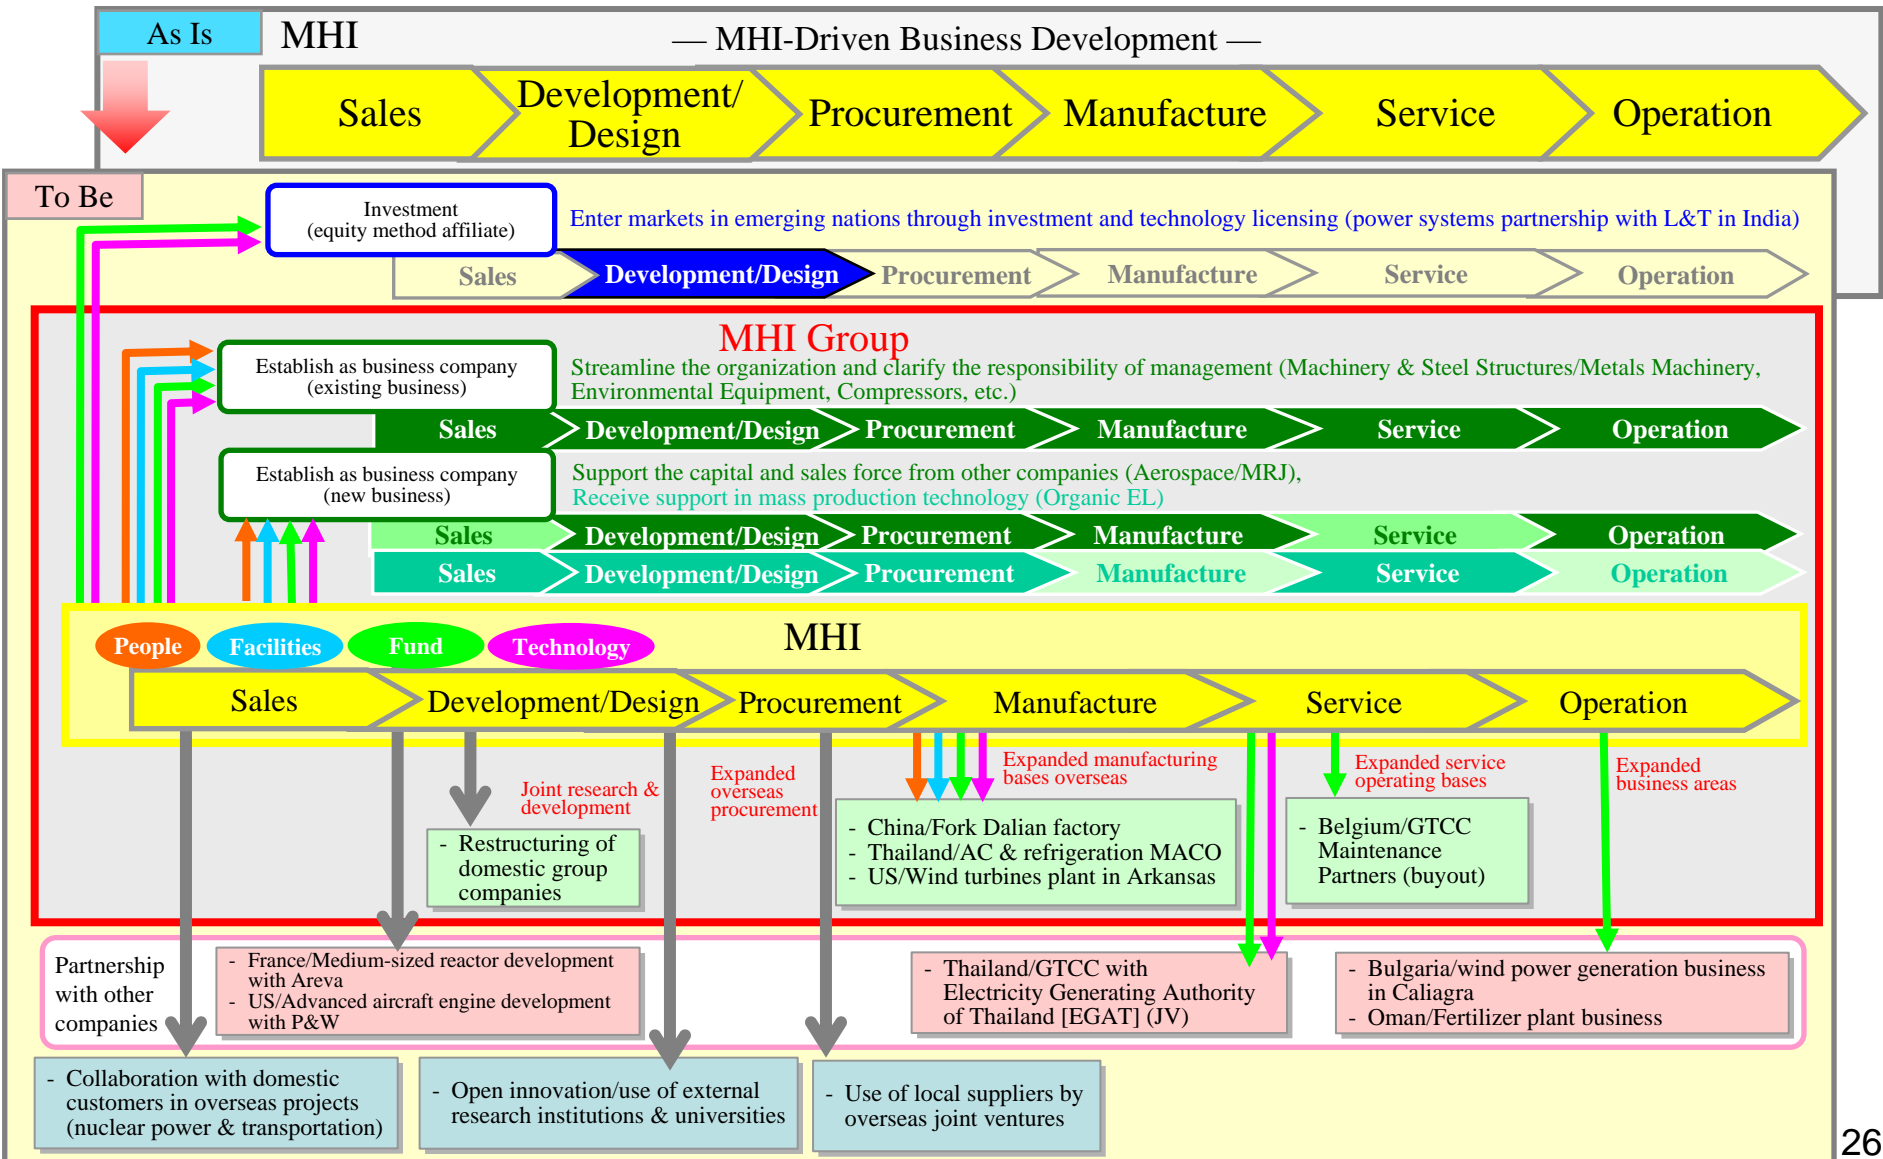 As Is
MHI
— MHI-Driven Business Development —
Sales
Development/
Design
Procurement
Manufacture
Service
Operation
To Be
Investment
(equity method affiliate)
Enter markets in emerging nations through investment and technology licensing (power systems partnership with L&T in India)
Sales
Development/Design
Procurement
Manufacture
Service
Operation
MHI Group
Establish as business company
(existing business)
Streamline the organization and clarify the responsibility of management (Machinery & Steel Structures/Metals Machinery,
Environmental Equipment, Compressors, etc.)
Sales
Development/Design
Procurement
Manufacture
Service
Operation
Establish as business company
(new business)
Support the capital and sales force from other companies (Aerospace/MRJ),
Receive support in mass production technology (Organic EL)
Sales
Development/Design
Procurement
Manufacture
Service
Operation
Sales
Development/Design
Procurement
Manufacture
Service
Operation
People
Facilities
Fund
Technology
MHI
Sales
Development/Design
Procurement
Manufacture
Service
Operation
Joint research &
development
Expanded
overseas
procurement
Expanded manufacturing
bases overseas
Expanded service
operating bases
Expanded
business areas
- Restructuring of
domestic group
companies
- China/Fork Dalian factory
- Thailand/AC & refrigeration MACO
- US/Wind turbines plant in Arkansas
- Belgium/GTCC
Maintenance
Partners (buyout)
Partnership
with other
companies
- France/Medium-sized reactor development
with Areva
- US/Advanced aircraft engine development
with P&W
- Thailand/GTCC with
Electricity Generating Authority
of Thailand [EGAT] (JV)
- Bulgaria/wind power generation business
in Caliagra
- Oman/Fertilizer plant business
- Collaboration with domestic
customers in overseas projects
(nuclear power & transportation)
- Open innovation/use of external
research institutions & universities
- Use of local suppliers by
overseas joint ventures
26